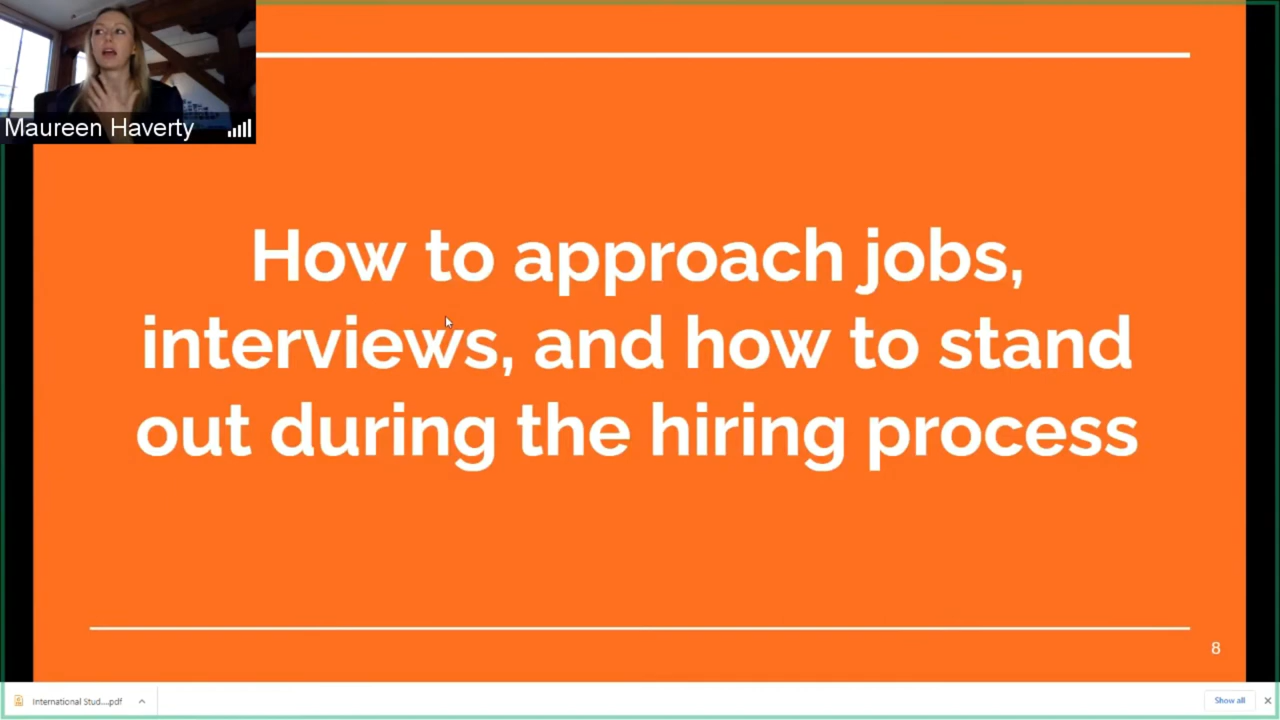 Maureen Haverty
How to approach jobs,
interviews, and how to stand
out during the hiring process
8
International Stud....pdf
Show all